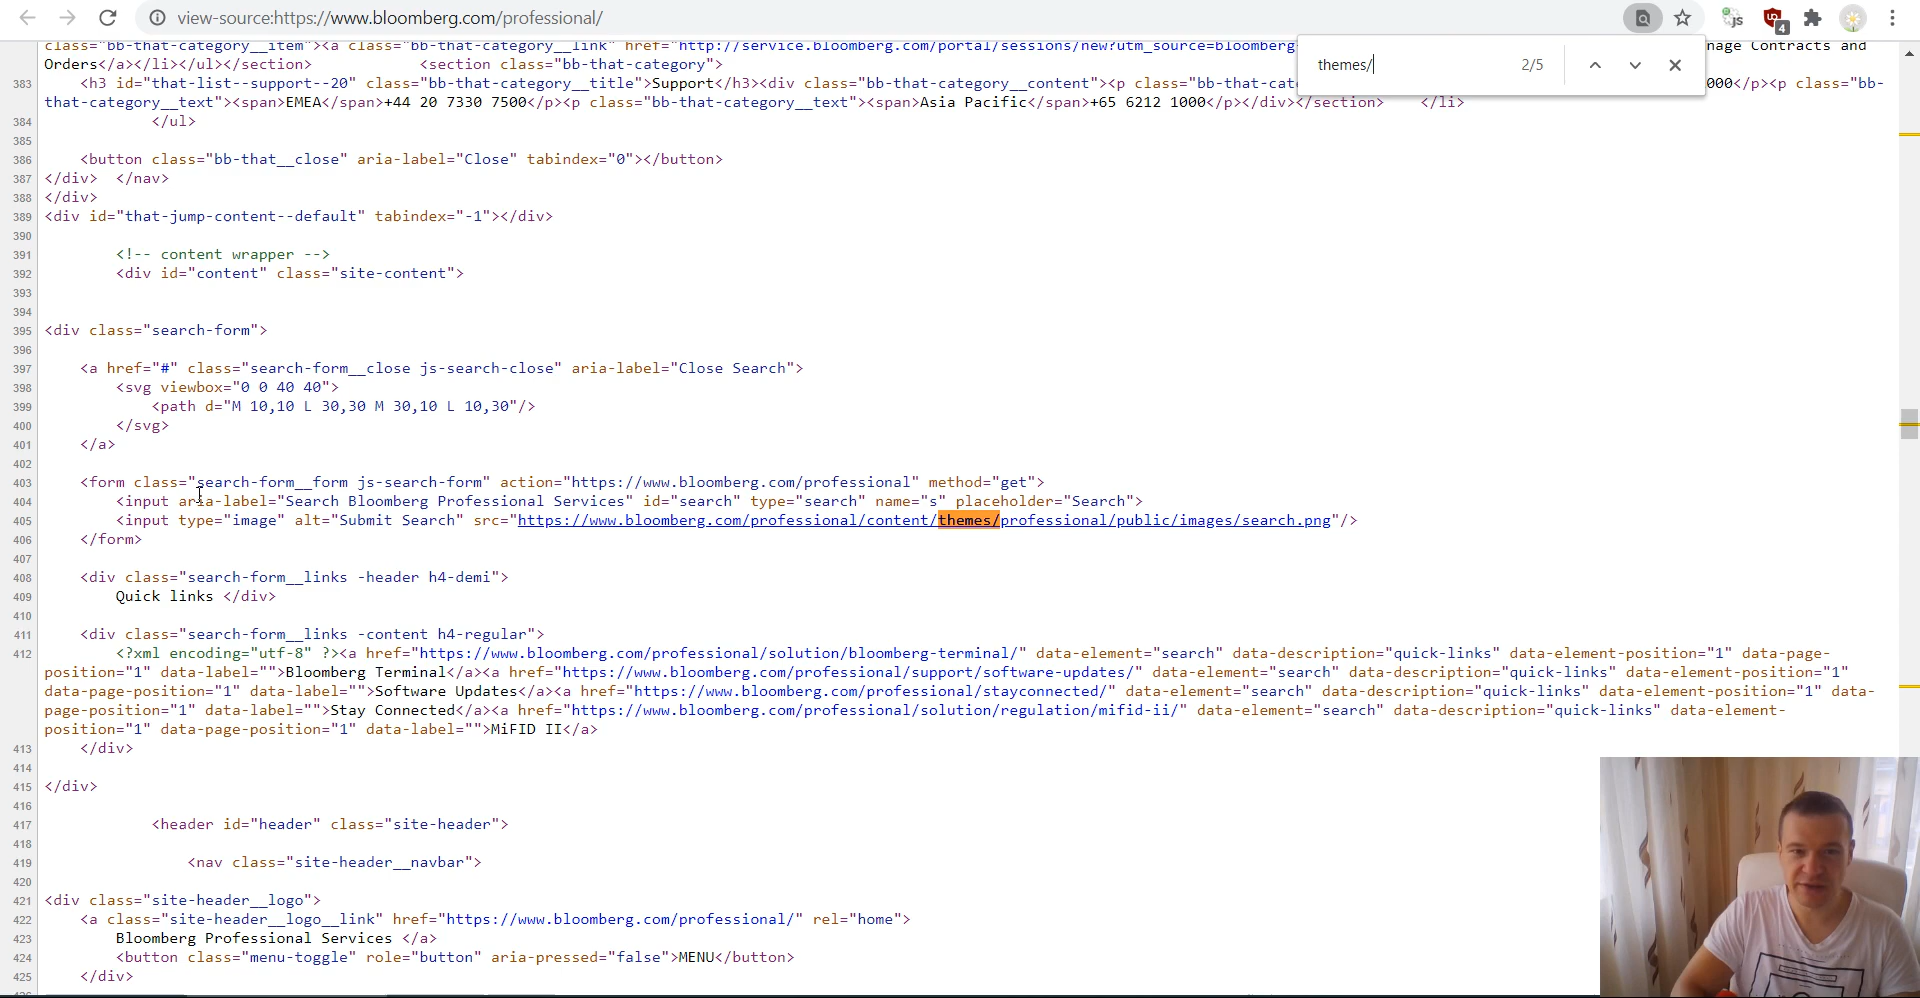 view-source:https://www.bloomberg.com/professional/
JS
4
themes/
2/5
class="bb-that-category__item"><a class="bb-that-category__link" href="http://service.bloomberg.com/portal/sessions/new?utm_source=bloomberg nage Contracts and
Orders</a></li></ul></section> <section class="bb-that-category">
383 <h3 id="that-list--support--20" class="bb-that-category__title">Support</h3><div class="bb-that-category__content"><p class="bb-that-cate 000</p><p class="bb-
that-category__text"><span>EMEA</span>+44 20 7330 7500</p><p class="bb-that-category__text"><span>Asia Pacific</span>+65 6212 1000</p></div></section> </li>
384 </ul>
385
386 <button class="bb-that__close" aria-label="Close" tabindex="0"></button>
387 </div> </nav>
388 </div>
389 <div id="that-jump-content--default" tabindex="-1"></div>
390
391 <!-- content wrapper -->
392 <div id="content" class="site-content">
393
394
395 <div class="search-form">
396
397 <a href="#" class="search-form__close js-search-close" aria-label="Close Search">
398 <svg viewbox="0 0 40 40">
399 <path d="M 10,10 L 30,30 M 30,10 L 10,30"/>
400 </svg>
401 </a>
402
403 <form class="search-form__form js-search-form" action="https://www.bloomberg.com/professional" method="get">
404 <input aria-label="Search Bloomberg Professional Services" id="search" type="search" name="s" placeholder="Search">
405 <input type="image" alt="Submit Search" src="https://www.bloomberg.com/professional/content/themes/professional/public/images/search.png"/>
406 </form>
407
408 <div class="search-form__links -header h4-demi">
409 Quick links </div>
410
411 <div class="search-form__links -content h4-regular">
412 <?xml encoding="utf-8" ?><a href="https://www.bloomberg.com/professional/solution/bloomberg-terminal/" data-element="search" data-description="quick-links" data-element-position="1" data-page-
position="1" data-label="">Bloomberg Terminal</a><a href="https://www.bloomberg.com/professional/support/software-updates/" data-element="search" data-description="quick-links" data-element-position="1"
data-page-position="1" data-label="">Software Updates</a><a href="https://www.bloomberg.com/professional/stayconnected/" data-element="search" data-description="quick-links" data-element-position="1" data-
page-position="1" data-label="">Stay Connected</a><a href="https://www.bloomberg.com/professional/solution/regulation/mifid-ii/" data-element="search" data-description="quick-links" data-element-
position="1" data-page-position="1" data-label="">MiFID II</a>
413 </div>
414
415 </div>
416
417 <header id="header" class="site-header">
418
419 <nav class="site-header__navbar">
420
421 <div class="site-header__logo">
422 <a class="site-header__logo__link" href="https://www.bloomberg.com/professional/" rel="home">
423 Bloomberg Professional Services </a>
424 <button class="menu-toggle" role="button" aria-pressed="false">MENU</button>
425 </div>